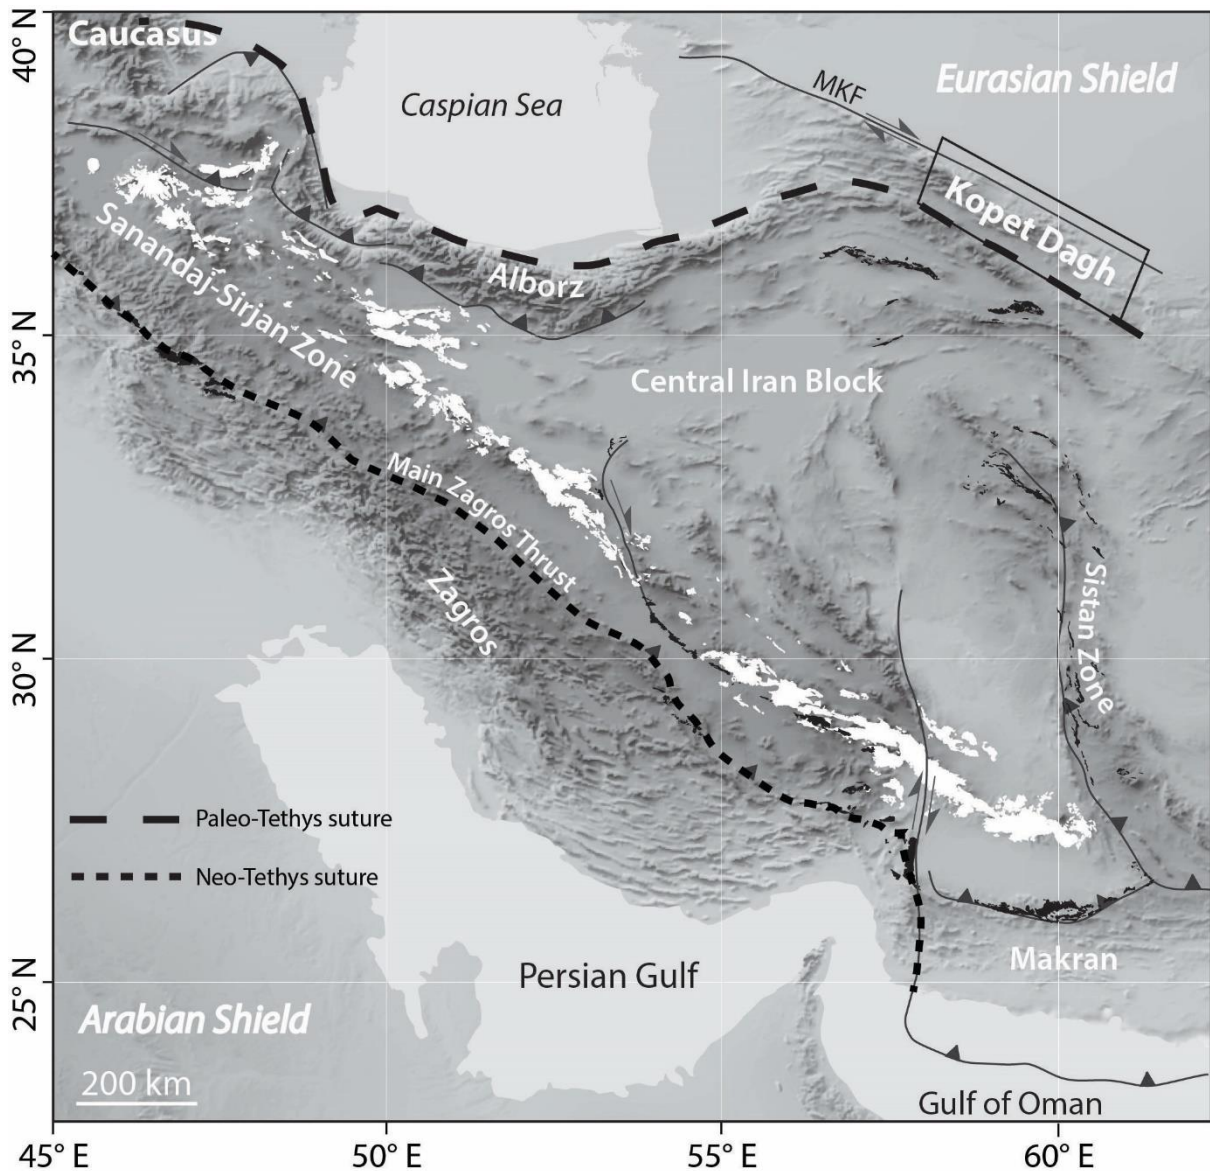 40° N
Caucasus
Caspian Sea
MKF
Eurasian Shield
Kopet Dagh
Sanandaj-Sirjan Zone
Alborz
35° N
Central Iran Block
Main Zagros Thrust
Zagros
Sistan Zone
30° N
Paleo-Tethys suture
Neo-Tethys suture
Makran
Persian Gulf
25° N
Arabian Shield
200 km
Gulf of Oman
45° E
50° E
55° E
60° E